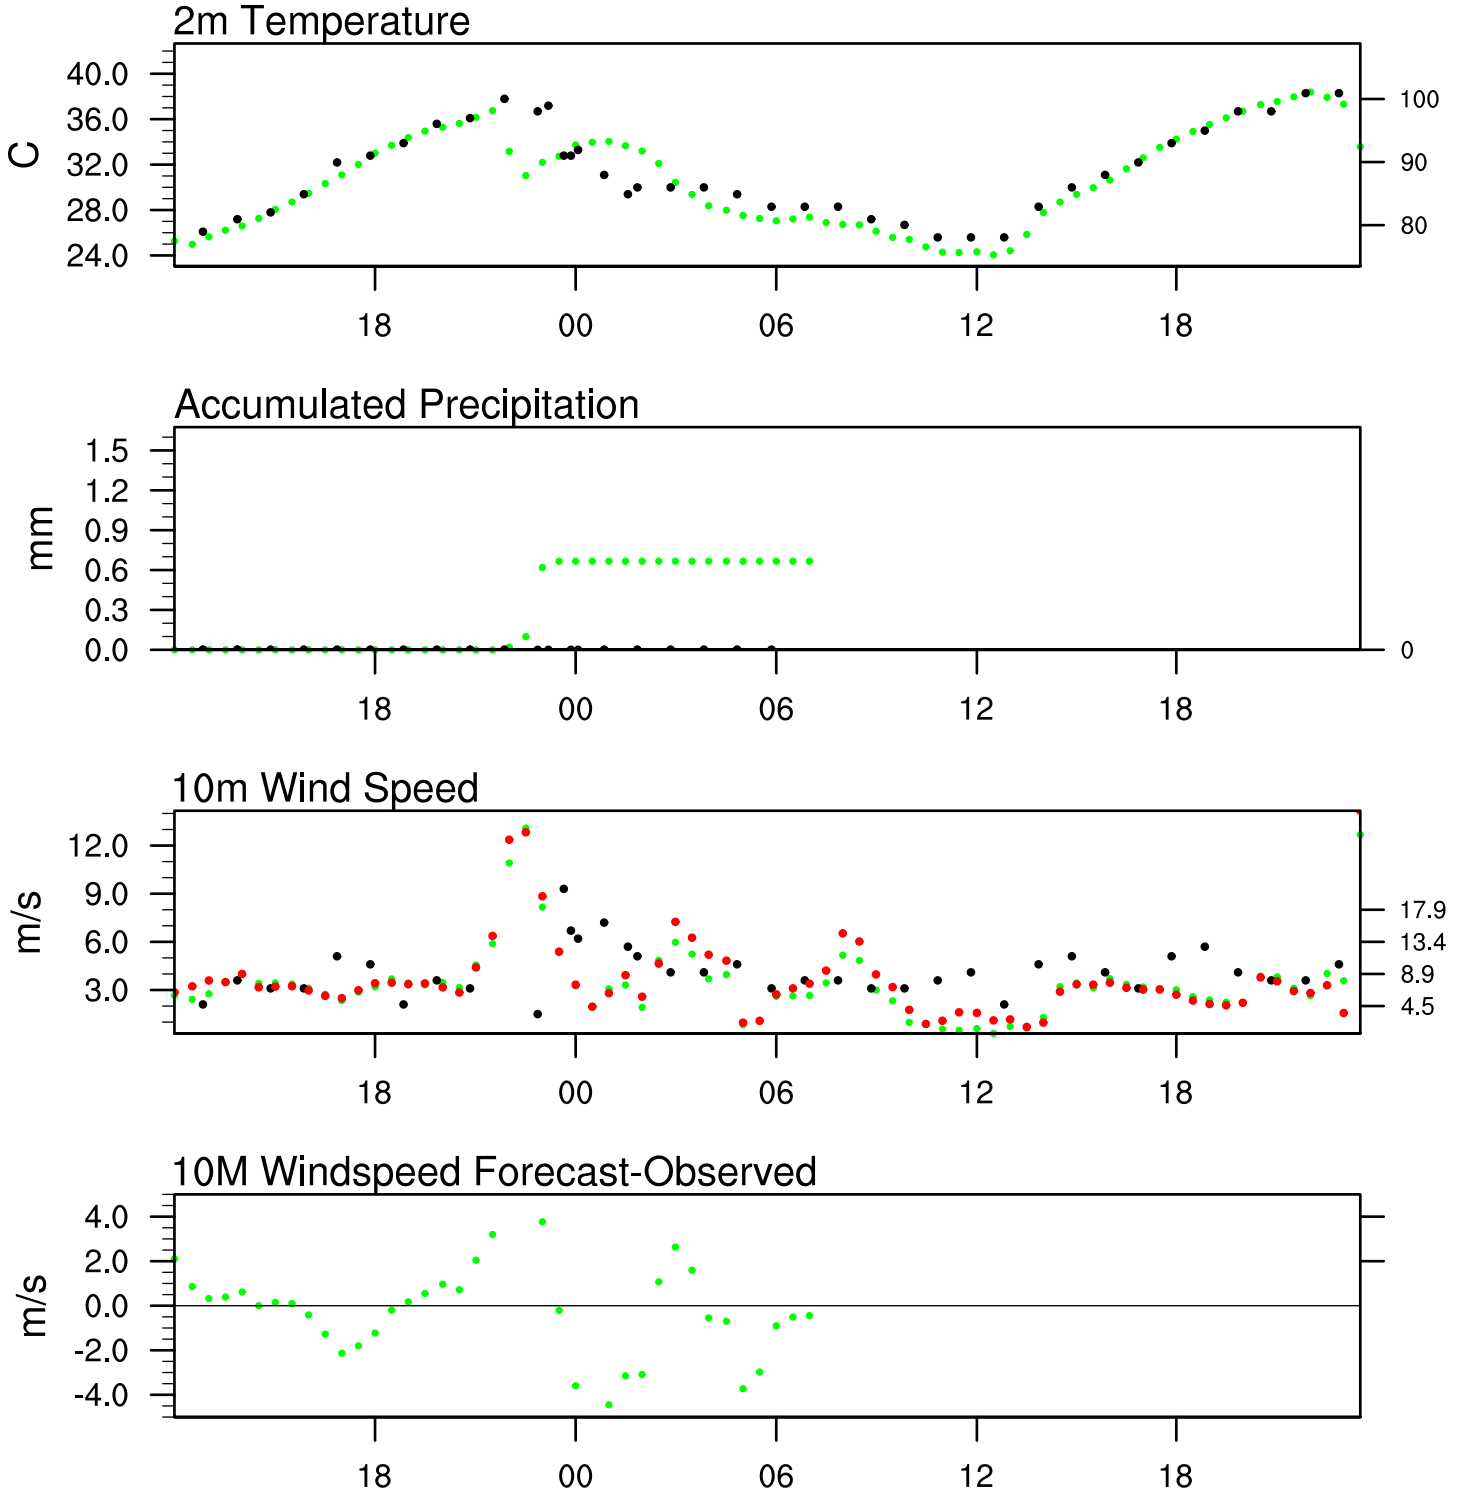 2m Temperature
40.0
36.0
32.0
28.0
24.0
C
100
90
80
18 00 06 12 18
Accumulated Precipitation
1.5
1.2
0.9
0.6
0.3
0.0
mm
0
18 00 06 12 18
10m Wind Speed
12.0
9.0
6.0
3.0
m/s
17.9
13.4
8.9
4.5
18 00 06 12 18
10M Windspeed Forecast-Observed
4.0
2.0
0.0
-2.0
-4.0
m/s
18 00 06 12 18